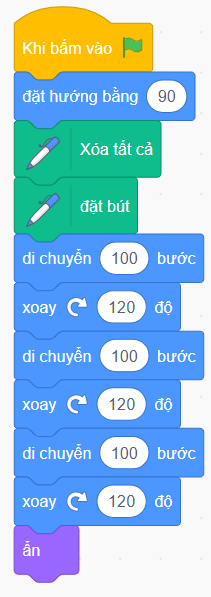 Khi bấm vào
đặt hướng bằng 90
Xóa tất cả
đặt bút
di chuyển 100 bước
xoay 120 độ
di chuyển 100 bước
xoay 120 độ
di chuyển 100 bước
xoay 120 độ
ẩn